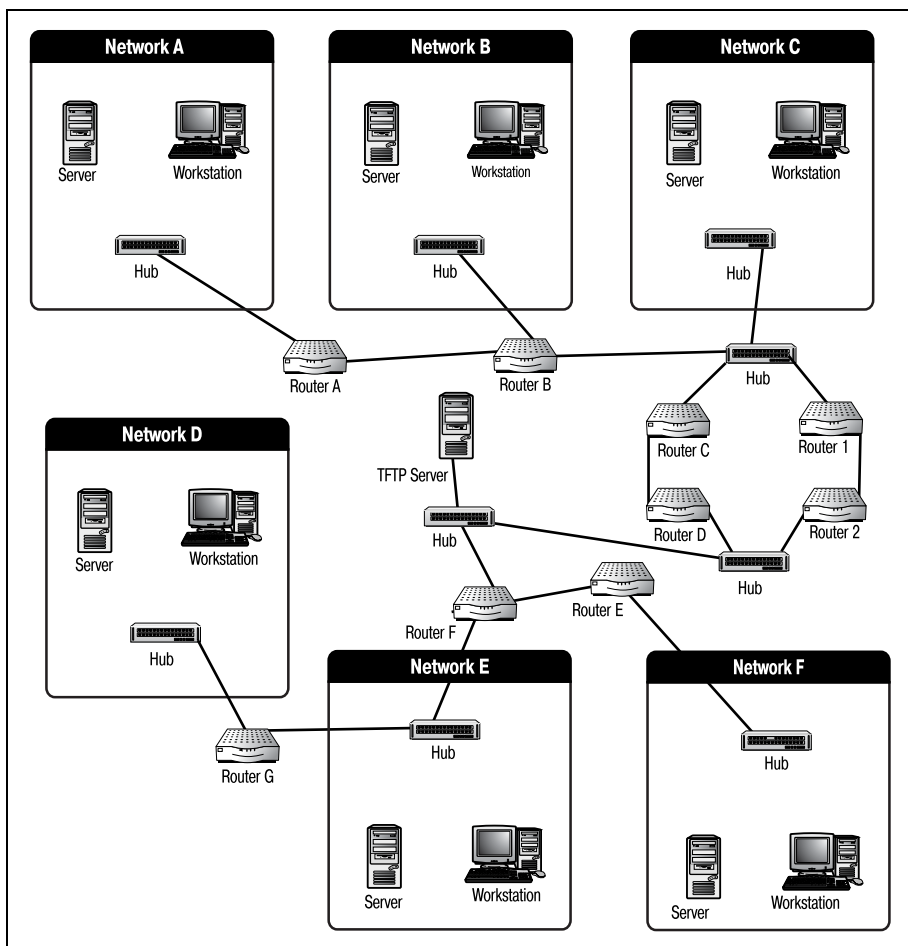 Network A
Network B
Network C
Server
Workstation
Server
Workstation
Server
Workstation
Hub
Hub
Hub
Router A
Router B
Hub
Network D
TFTP Server
Router C
Router 1
Server
Workstation
Hub
Router D
Router 2
Hub
Router F
Router E
Hub
Network E
Network F
Router G
Hub
Hub
Server
Workstation
Server
Workstation